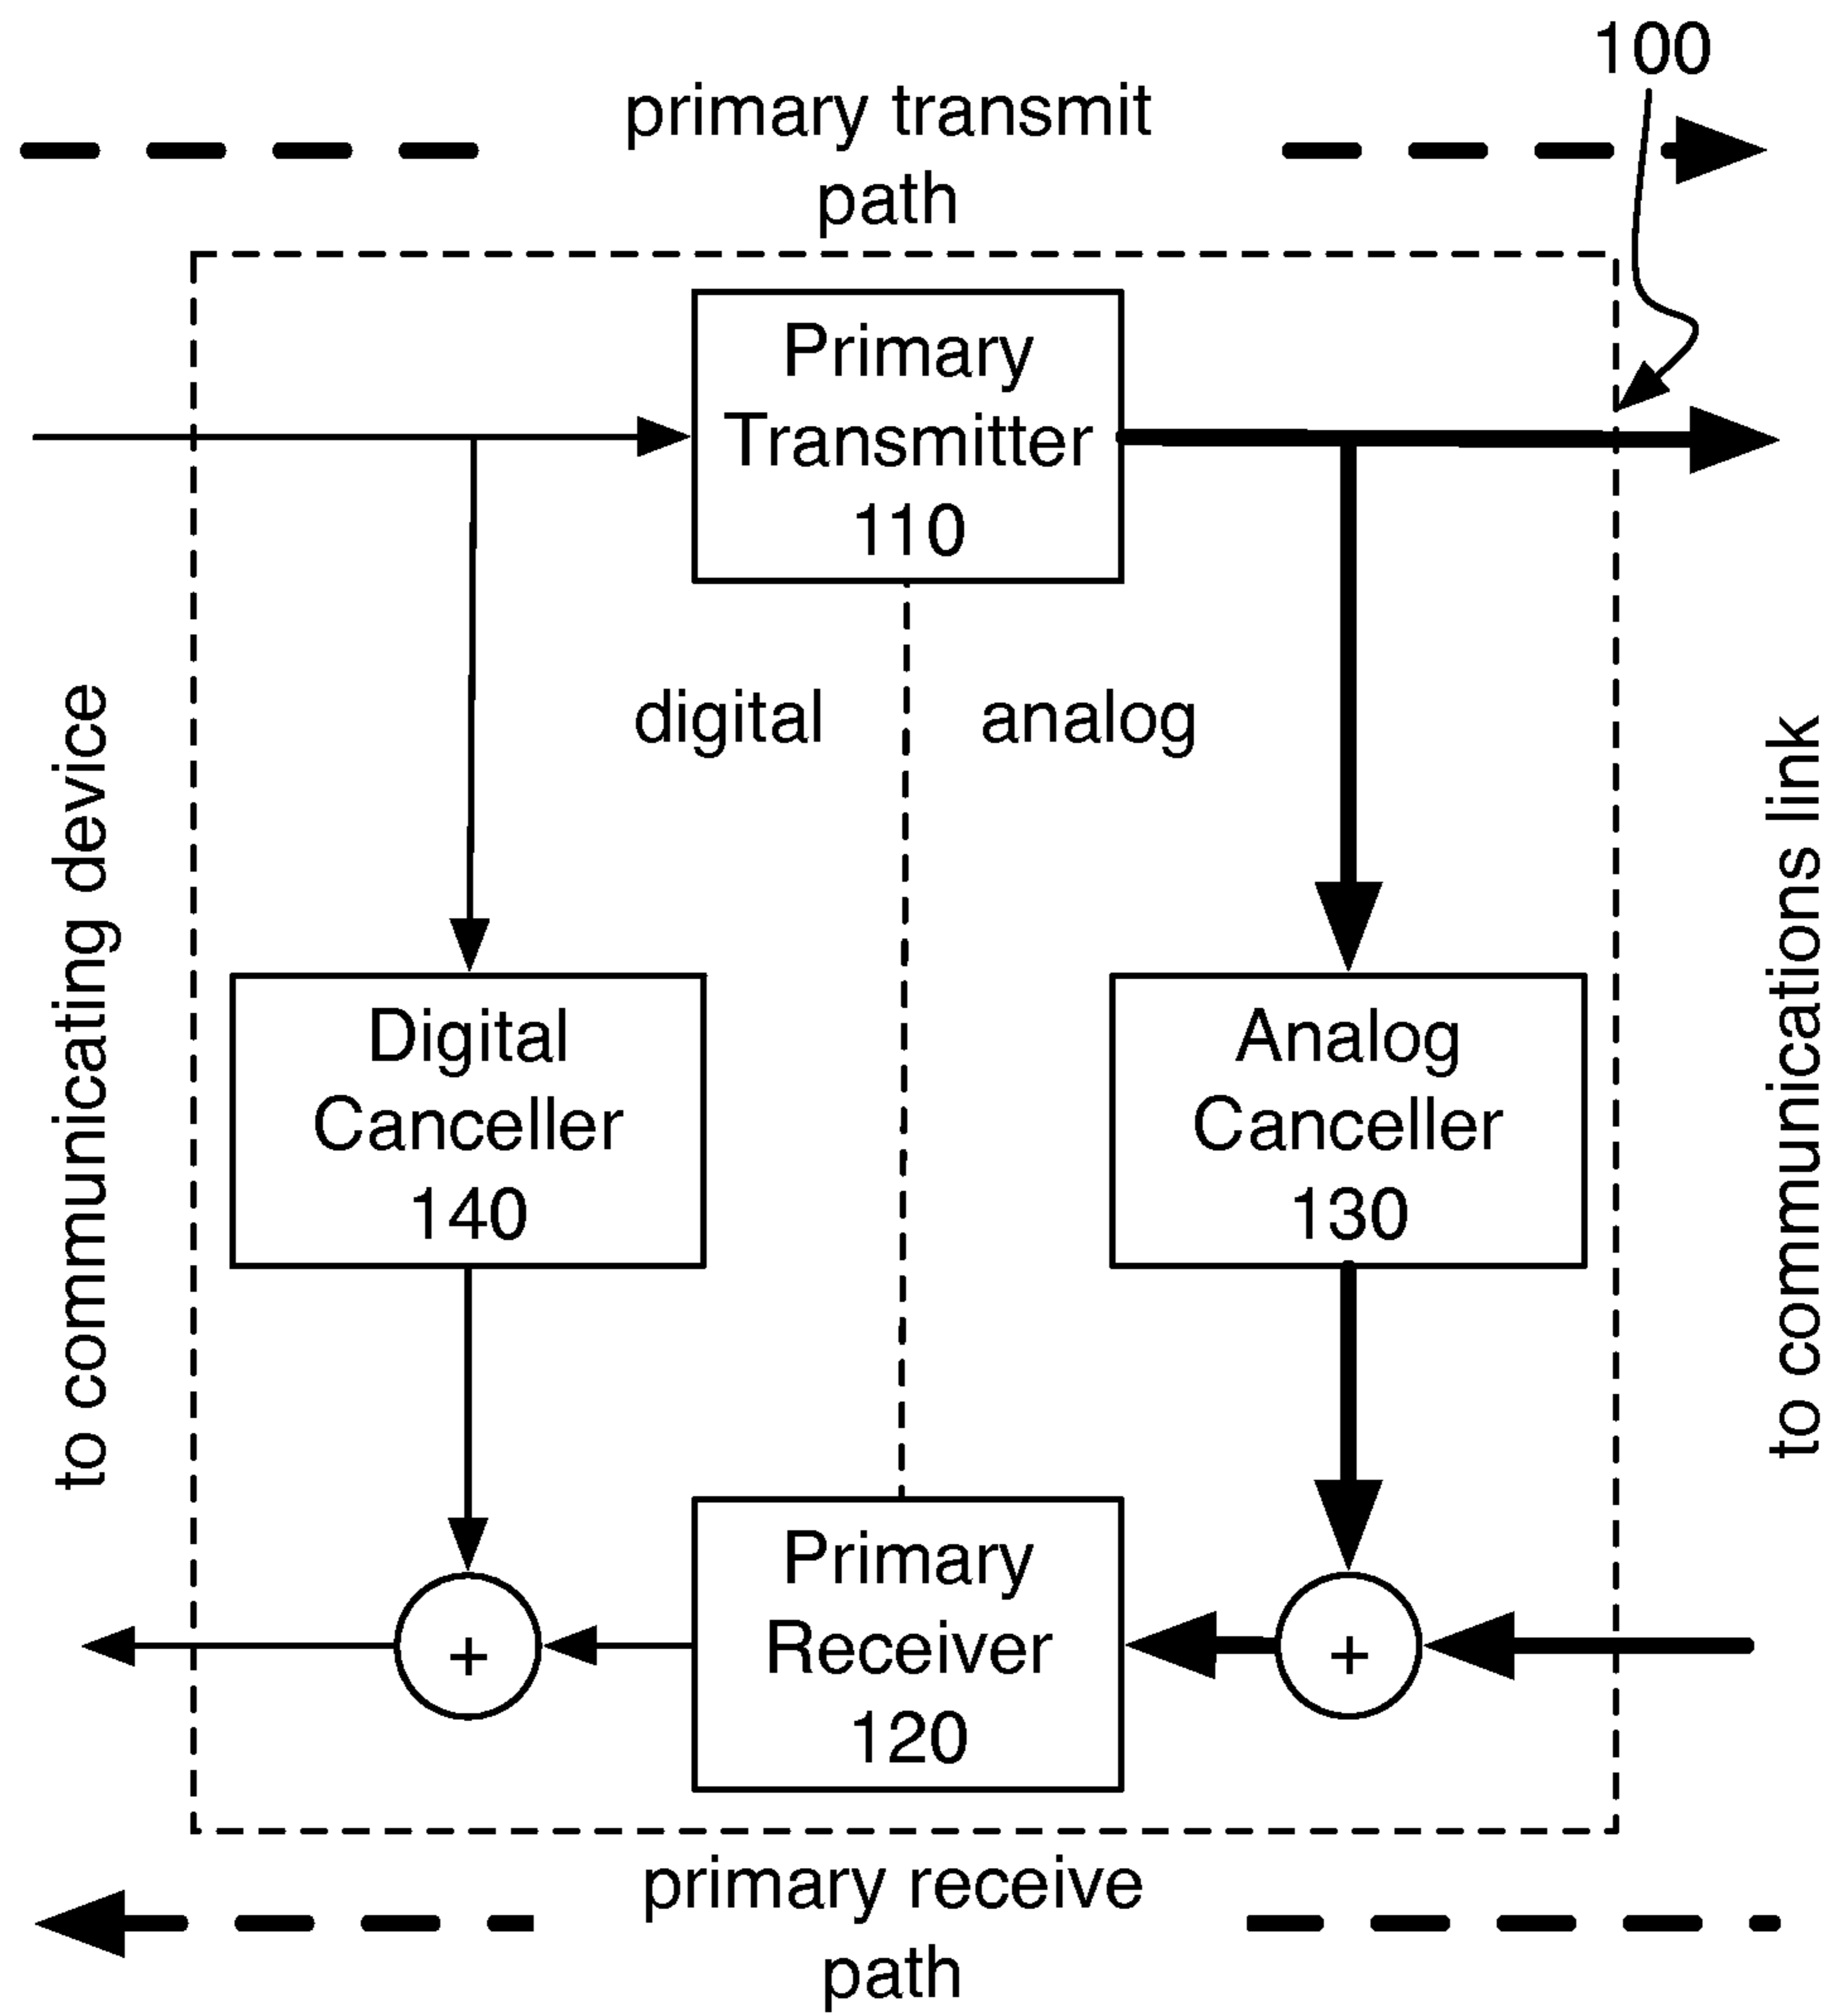 100
primary transmit
path
Primary
Transmitter
110
digital
analog
to communicating device
to communications link
Digital
Canceller
140
Analog
Canceller
130
+
Primary
Receiver
120
+
primary receive
path